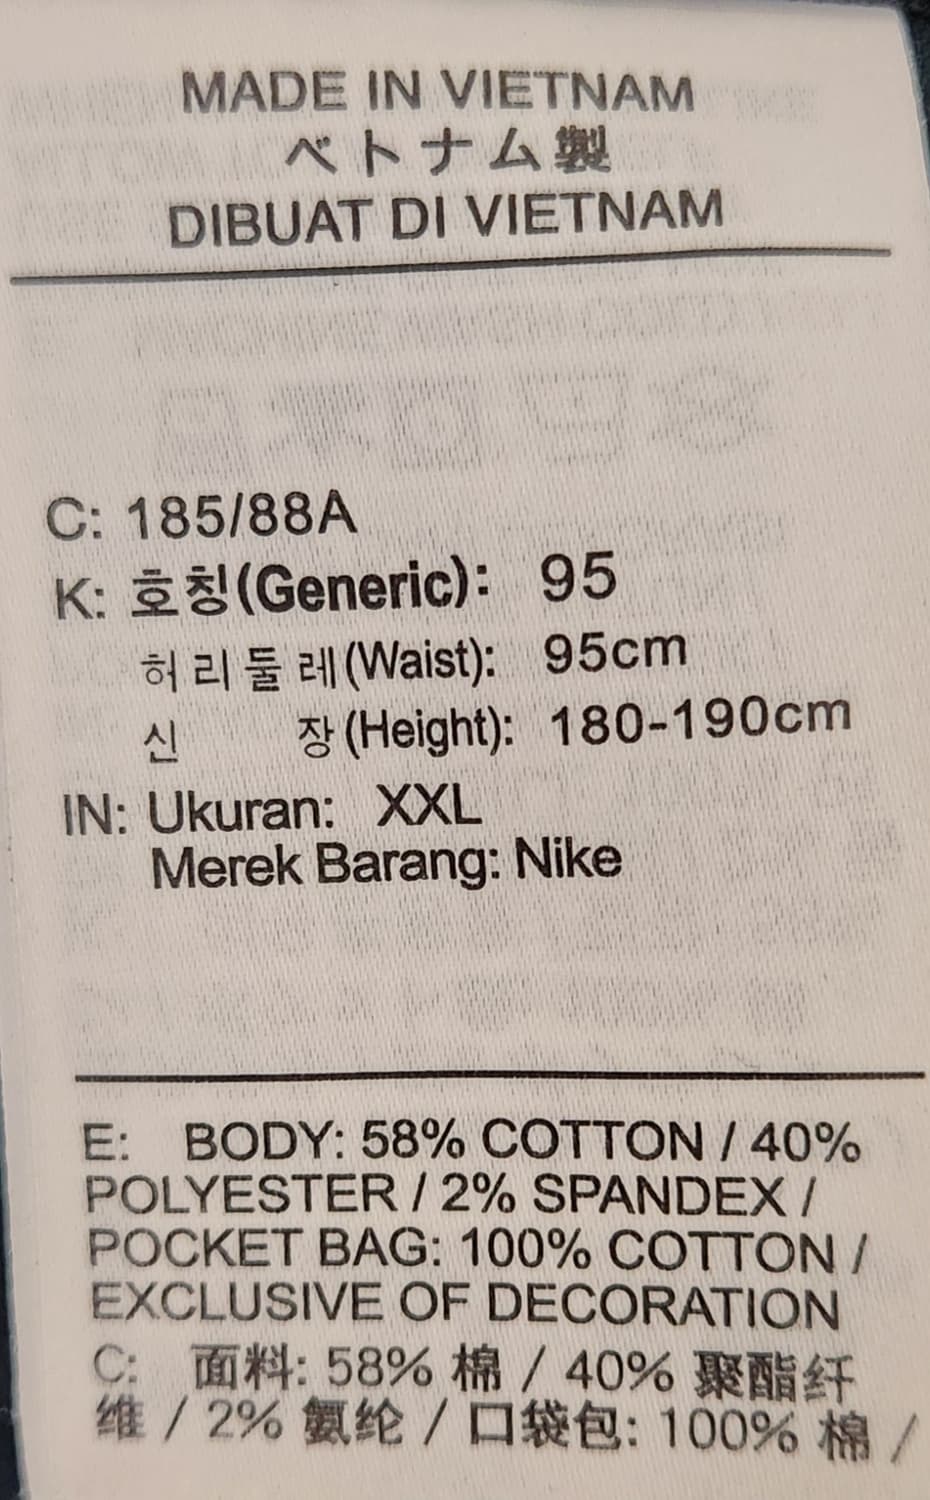 MADE IN VIETNAM
ベトナム製
DIBUAT DI VIETNAM
C: 185/88A
K: 호칭(Generic): 95
허리둘레(Waist): 95cm
신 장(Height): 180-190cm
IN: Ukuran: XXL
Merek Barang: Nike
E: BODY: 58% COTTON / 40%
POLYESTER / 2% SPANDEX /
POCKET BAG: 100% COTTON /
EXCLUSIVE OF DECORATION
C: 面料: 58% 棉 / 40% 聚酯纤
维 / 2% 氨纶 / 口袋包: 100% 棉 /